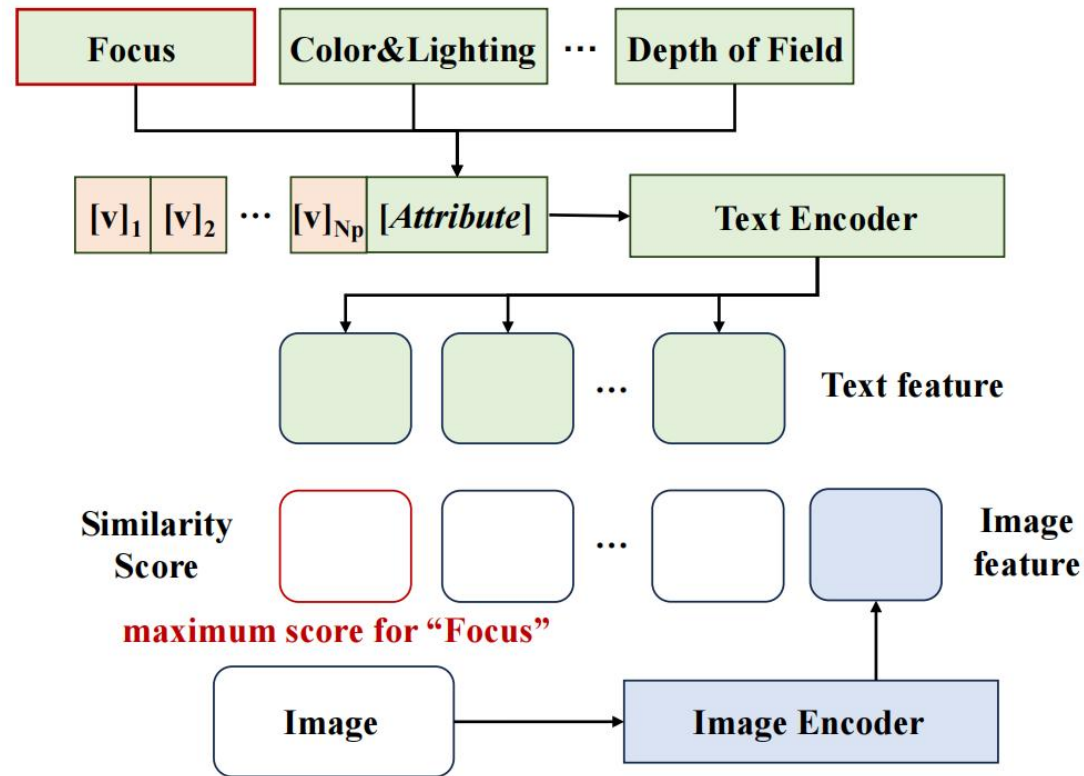 Focus
Color&Lighting
...
Depth of Field
[v]1
[v]2
...
[v]Np
[Attribute]
Text Encoder
...
Text feature
Similarity
Score
...
Image
feature
maximum score for “Focus”
Image
Image Encoder